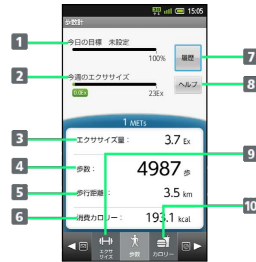 15:05
歩数計
1
今日の目標 未設定
100%
履歴
7
2
今週のエクササイズ
0.0Ex
23Ex
ヘルプ
8
1 METs
3
エクササイズ量：
3.7 Ex
9
4
歩数：
4987 歩
5
歩行距離：
3.5 km
6
消費カロリー：
193.1 kcal
10
エクササイズ
歩数
カロリー